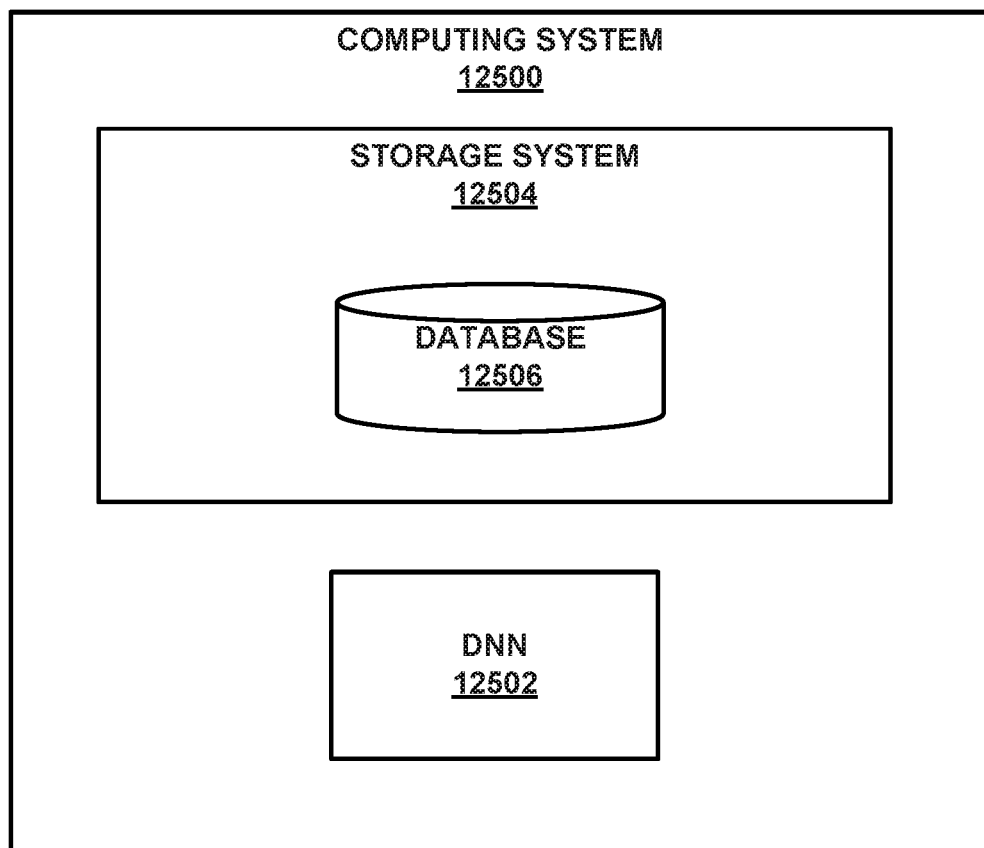 COMPUTING SYSTEM
12500
STORAGE SYSTEM
12504
DATABASE
12506
DNN
12502